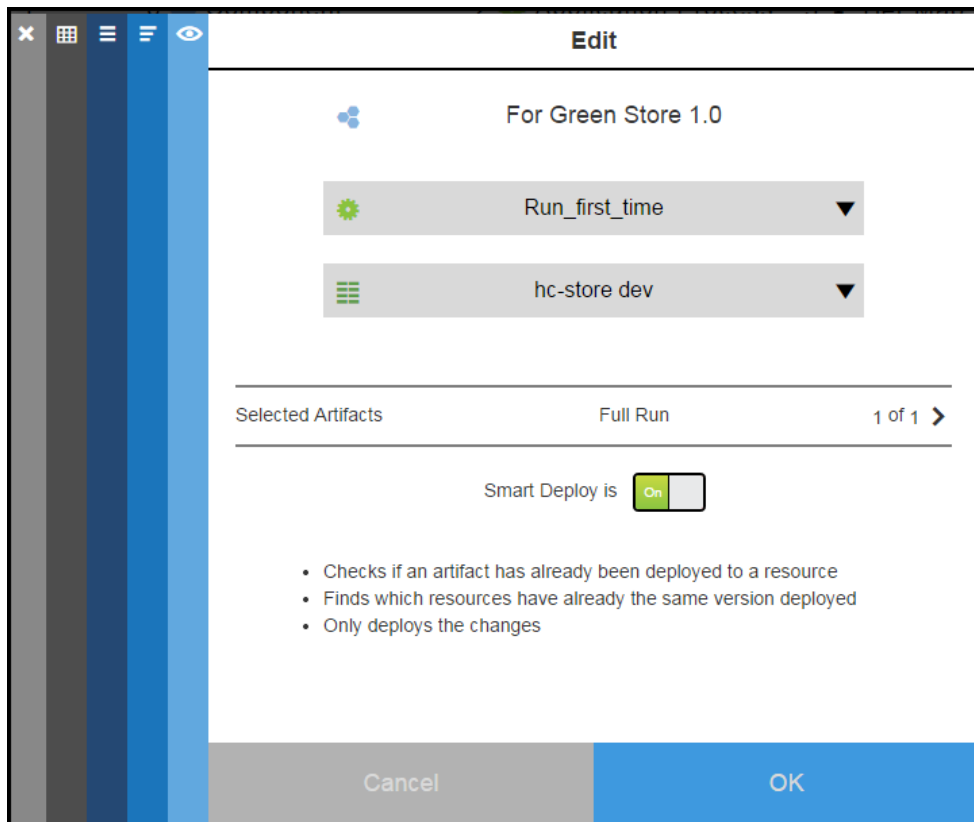 Edit
For Green Store 1.0
Run_first_time
hc-store dev
Selected Artifacts Full Run 1 of 1
Smart Deploy is On
• Checks if an artifact has already been deployed to a resource
• Finds which resources have already the same version deployed
• Only deploys the changes
Cancel OK